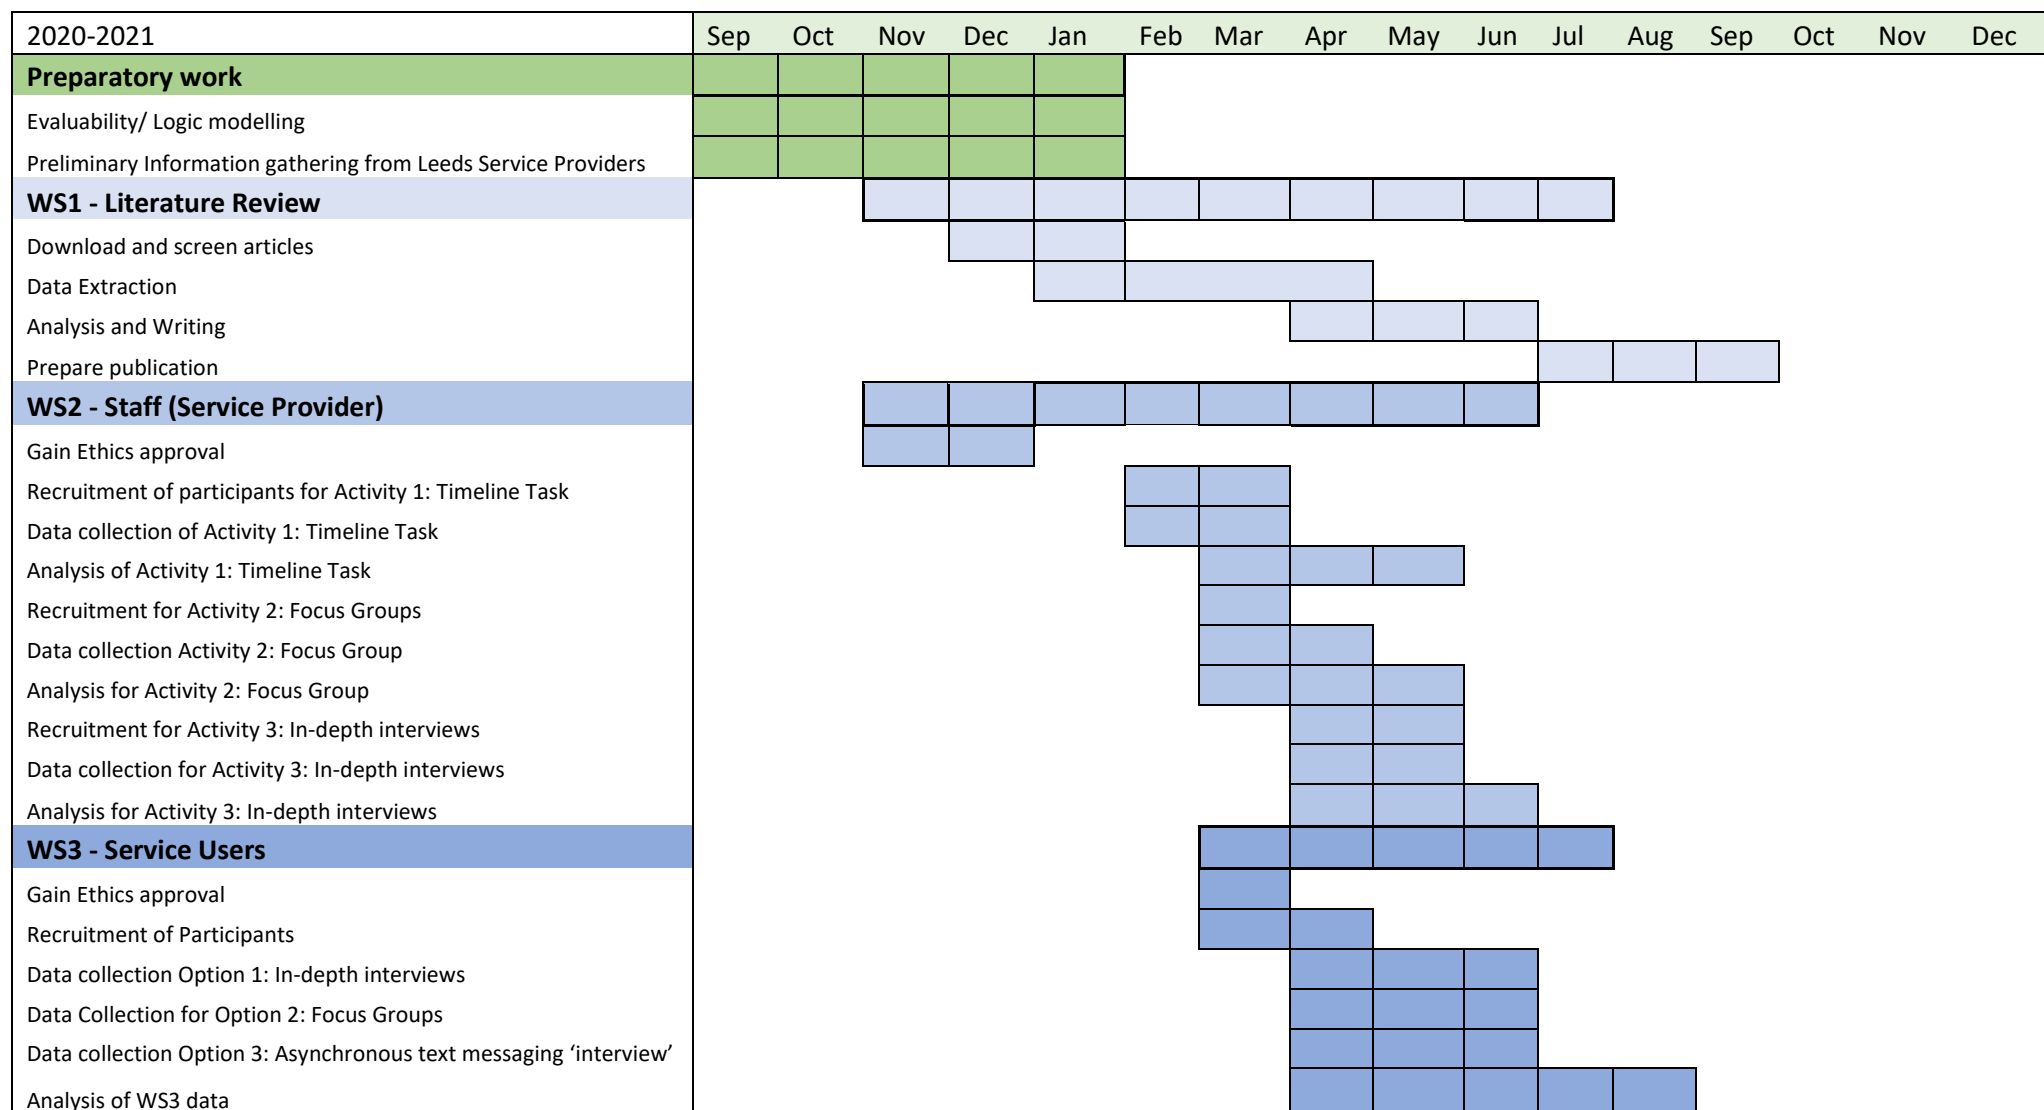 2020-2021 Sep Oct Nov Dec Jan Feb Mar Apr May Jun Jul Aug Sep Oct Nov Dec
Preparatory work
Evaluability/ Logic modelling
Preliminary Information gathering from Leeds Service Providers
WS1 - Literature Review
Download and screen articles
Data Extraction
Analysis and Writing
Prepare publication
WS2 - Staff (Service Provider)
Gain Ethics approval
Recruitment of participants for Activity 1: Timeline Task
Data collection of Activity 1: Timeline Task
Analysis of Activity 1: Timeline Task
Recruitment for Activity 2: Focus Groups
Data collection Activity 2: Focus Group
Analysis for Activity 2: Focus Group
Recruitment for Activity 3: In-depth interviews
Data collection for Activity 3: In-depth interviews
Analysis for Activity 3: In-depth interviews
WS3 - Service Users
Gain Ethics approval
Recruitment of Participants
Data collection Option 1: In-depth interviews
Data Collection for Option 2: Focus Groups
Data collection Option 3: Asynchronous text messaging ‘interview’
Analysis of WS3 data